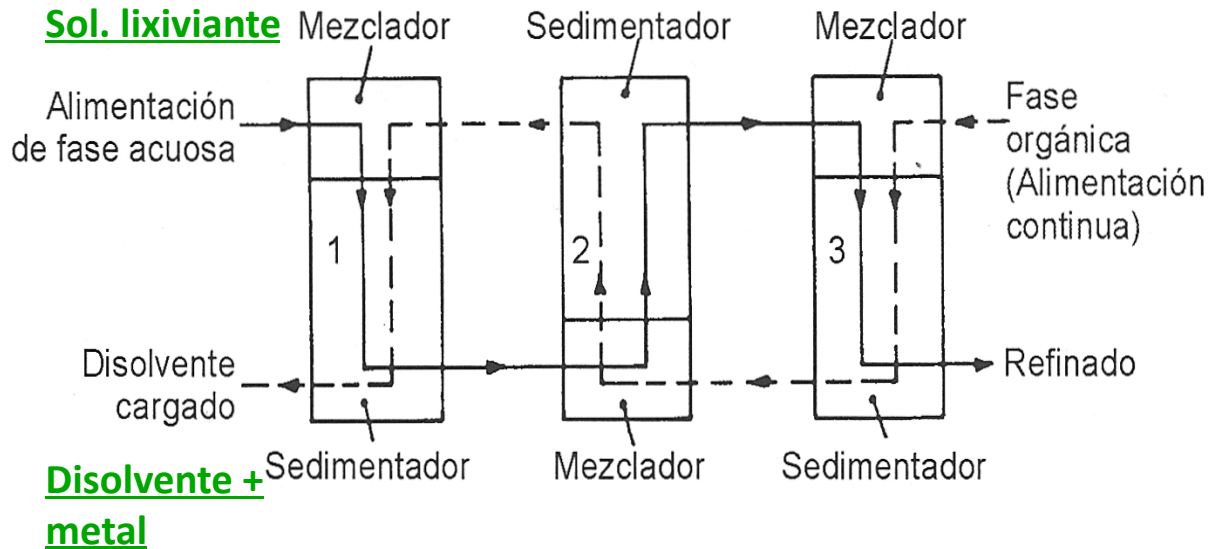 Sol. lixiviante
Mezclador
Sedimentador
Mezclador
Alimentación
de fase acuosa
Fase
orgánica
(Alimentación
continua)
1
2
3
Disolvente
cargado
Refinado
Sedimentador
Mezclador
Sedimentador
Disolvente +
metal